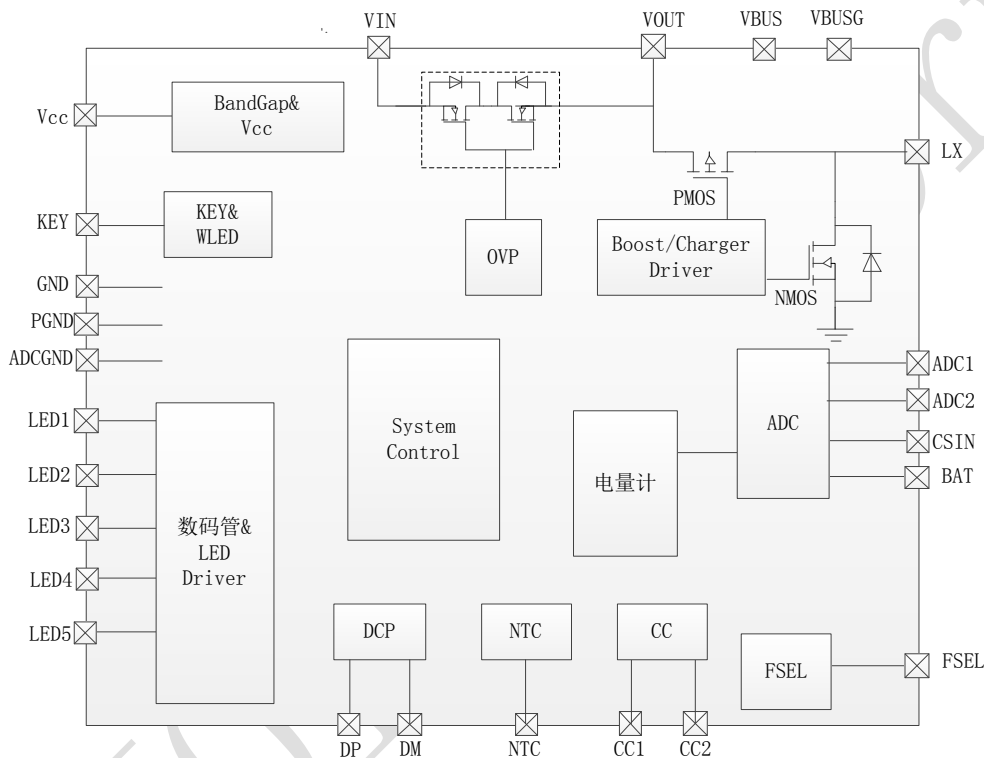 VIN
VOUT
VBUS
VBUSG
Vcc
BandGap&
Vcc
LX
PMOS
KEY
KEY&
WLED
OVP
Boost/Charger
Driver
NMOS
GND
PGND
ADCGND
ADC1
ADC2
CSIN
BAT
ADC
System
Control
电量计
LED1
LED2
LED3
LED4
LED5
数码管&
LED
Driver
DCP
NTC
CC
FSEL
FSEL
DP
DM
NTC
CC1
CC2